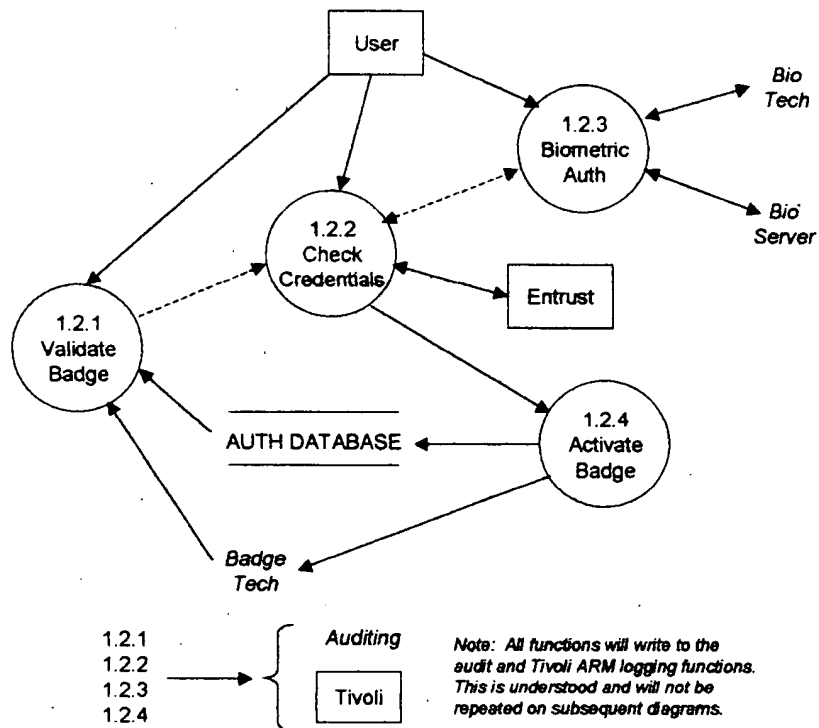 User
Bio
Tech
1.2.3
Biometric
Auth
Bio
Server
1.2.2
Check
Credentials
Entrust
1.2.1
Validate
Badge
AUTH DATABASE
1.2.4
Activate
Badge
Badge
Tech
1.2.1
1.2.2
1.2.3
1.2.4
Auditing
Tivoli
Note: All functions will write to the
audit and Tivoli ARM logging functions.
This is understood and will not be
repeated on subsequent diagrams.